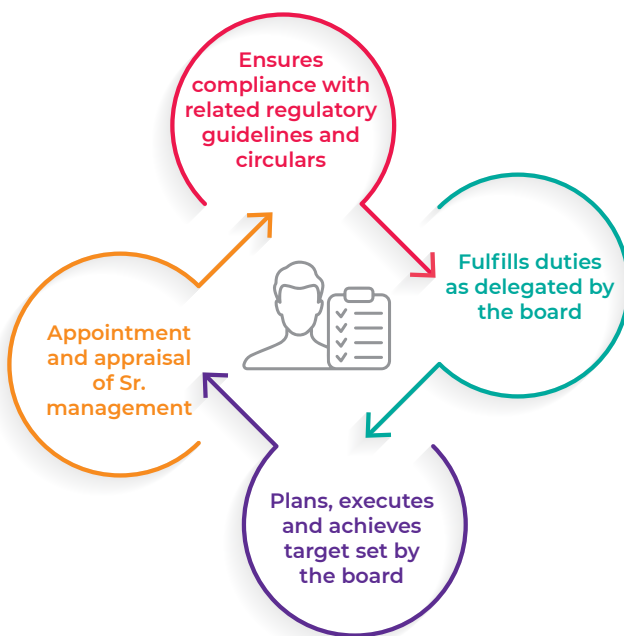 Ensures
compliance with
related regulatory
guidelines and
circulars
Fulfills duties
as delegated by
the board
Plans, executes
and achieves
target set by
the board
Appointment
and appraisal
of Sr.
management